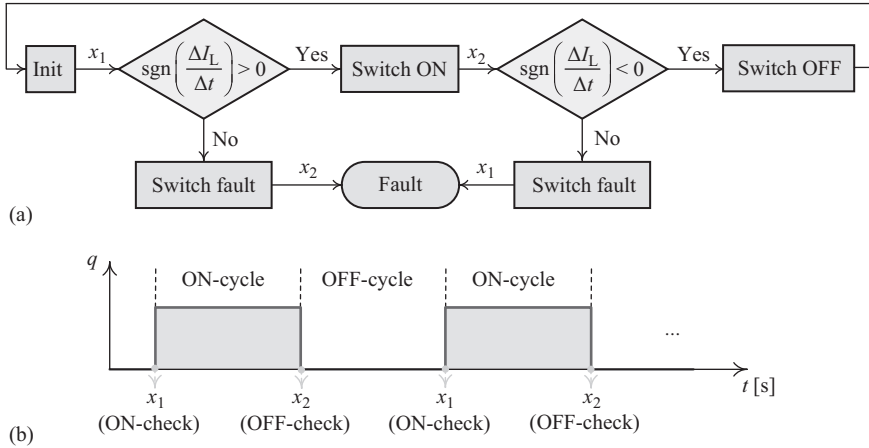 Init
x₁
sgn(ΔI_L/Δt) > 0
Yes
Switch ON
x₂
sgn(ΔI_L/Δt) < 0
Yes
Switch OFF
No
No
Switch fault
x₂
Fault
x₁
Switch fault
(a)
q
ON-cycle
OFF-cycle
ON-cycle
...
t [s]
x₁
x₂
x₁
x₂
(ON-check)
(OFF-check)
(ON-check)
(OFF-check)
(b)